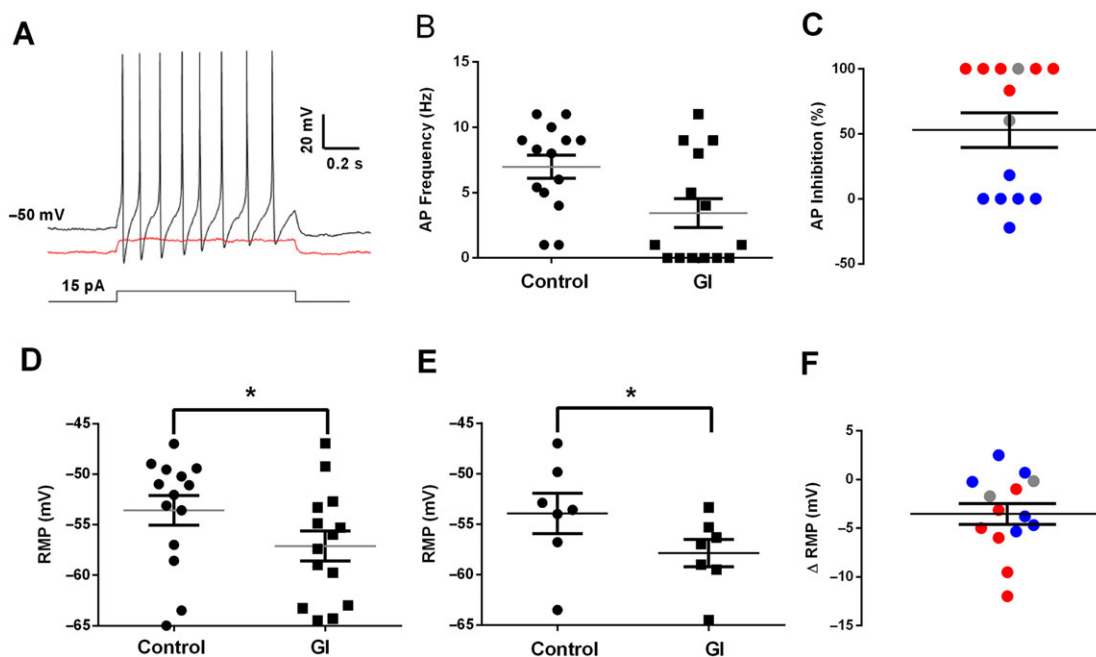 A
20 mV
0.2 s
−50 mV
15 pA
B
AP Frequency (Hz)
15
10
5
0
Control
GI
C
AP Inhibition (%)
100
50
0
-50
D
*
RMP (mV)
−45
−50
−55
−60
−65
Control
GI
E
*
RMP (mV)
−45
−50
−55
−60
−65
Control
GI
F
Δ RMP (mV)
5
0
−5
−10
−15